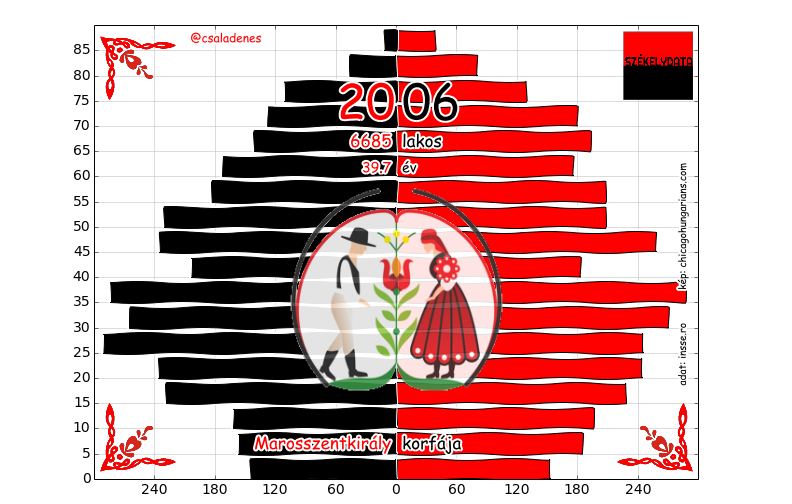 @csaladenes
SZÉKELYDATA
2006
6685 lakos
39.7 év
kép: chicagohungarians.com
adat: insse.ro
Marosszentkirály korfája
85
80
75
70
65
60
55
50
45
40
35
30
25
20
15
10
5
0
240 180 120 60 0 60 120 180 240